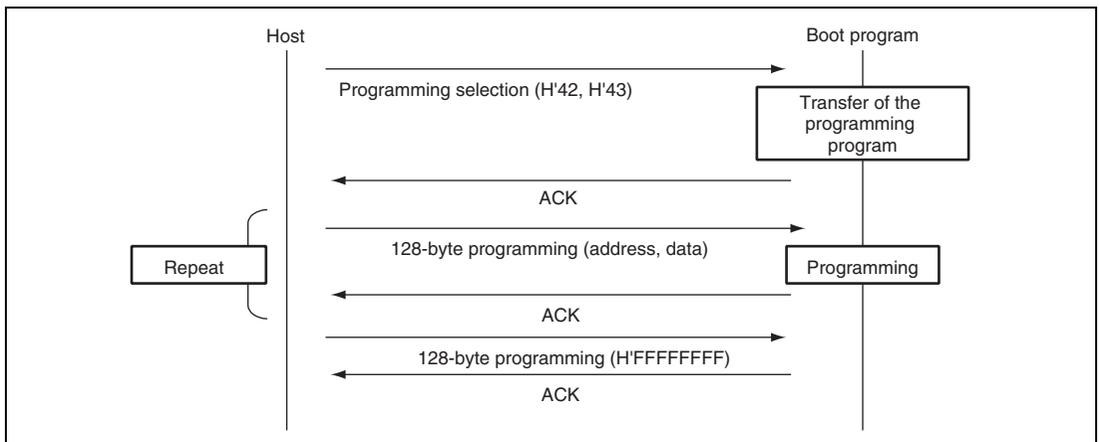 Host
Boot program
Programming selection (H'42, H'43)
Transfer of the
programming
program
ACK
128-byte programming (address, data)
Repeat
Programming
ACK
128-byte programming (H'FFFFFFFF)
ACK